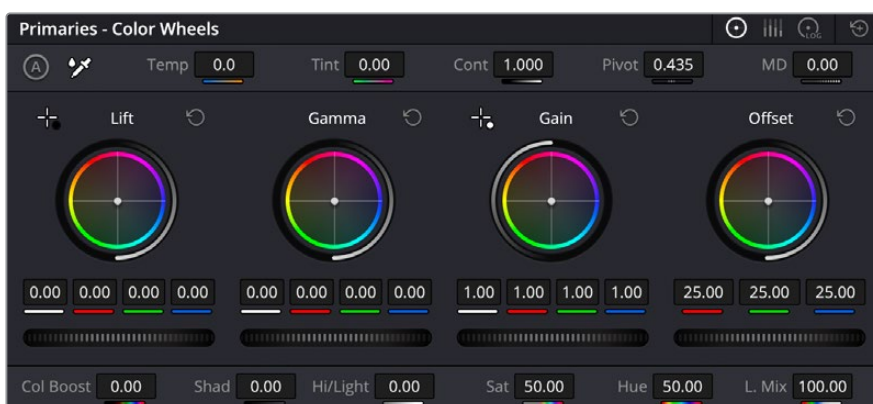 Primaries - Color Wheels
LOG
A Temp 0.0 Tint 0.00 Cont 1.000 Pivot 0.435 MD 0.00
Lift Gamma Gain Offset
0.00 0.00 0.00 0.00 0.00 0.00 0.00 0.00 1.00 1.00 1.00 1.00 25.00 25.00 25.00
Col Boost 0.00 Shad 0.00 Hi/Light 0.00 Sat 50.00 Hue 50.00 L. Mix 100.00